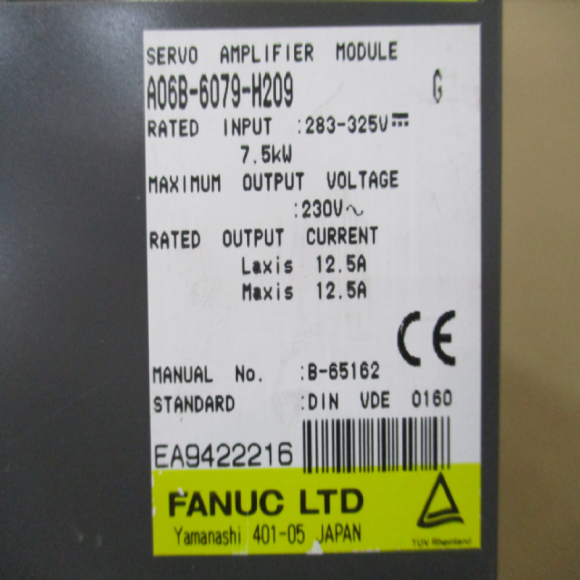 SERVO AMPLIFIER MODULE
A06B-6079-H209 G
RATED INPUT :283-325V⎓
7.5kW
MAXIMUM OUTPUT VOLTAGE
:230V~
RATED OUTPUT CURRENT
Laxis 12.5A
Maxis 12.5A
CE
MANUAL No. :B-65162
STANDARD :DIN VDE 0160
EA9422216
FANUC LTD
Yamanashi 401-05 JAPAN
TÜV Rheinland